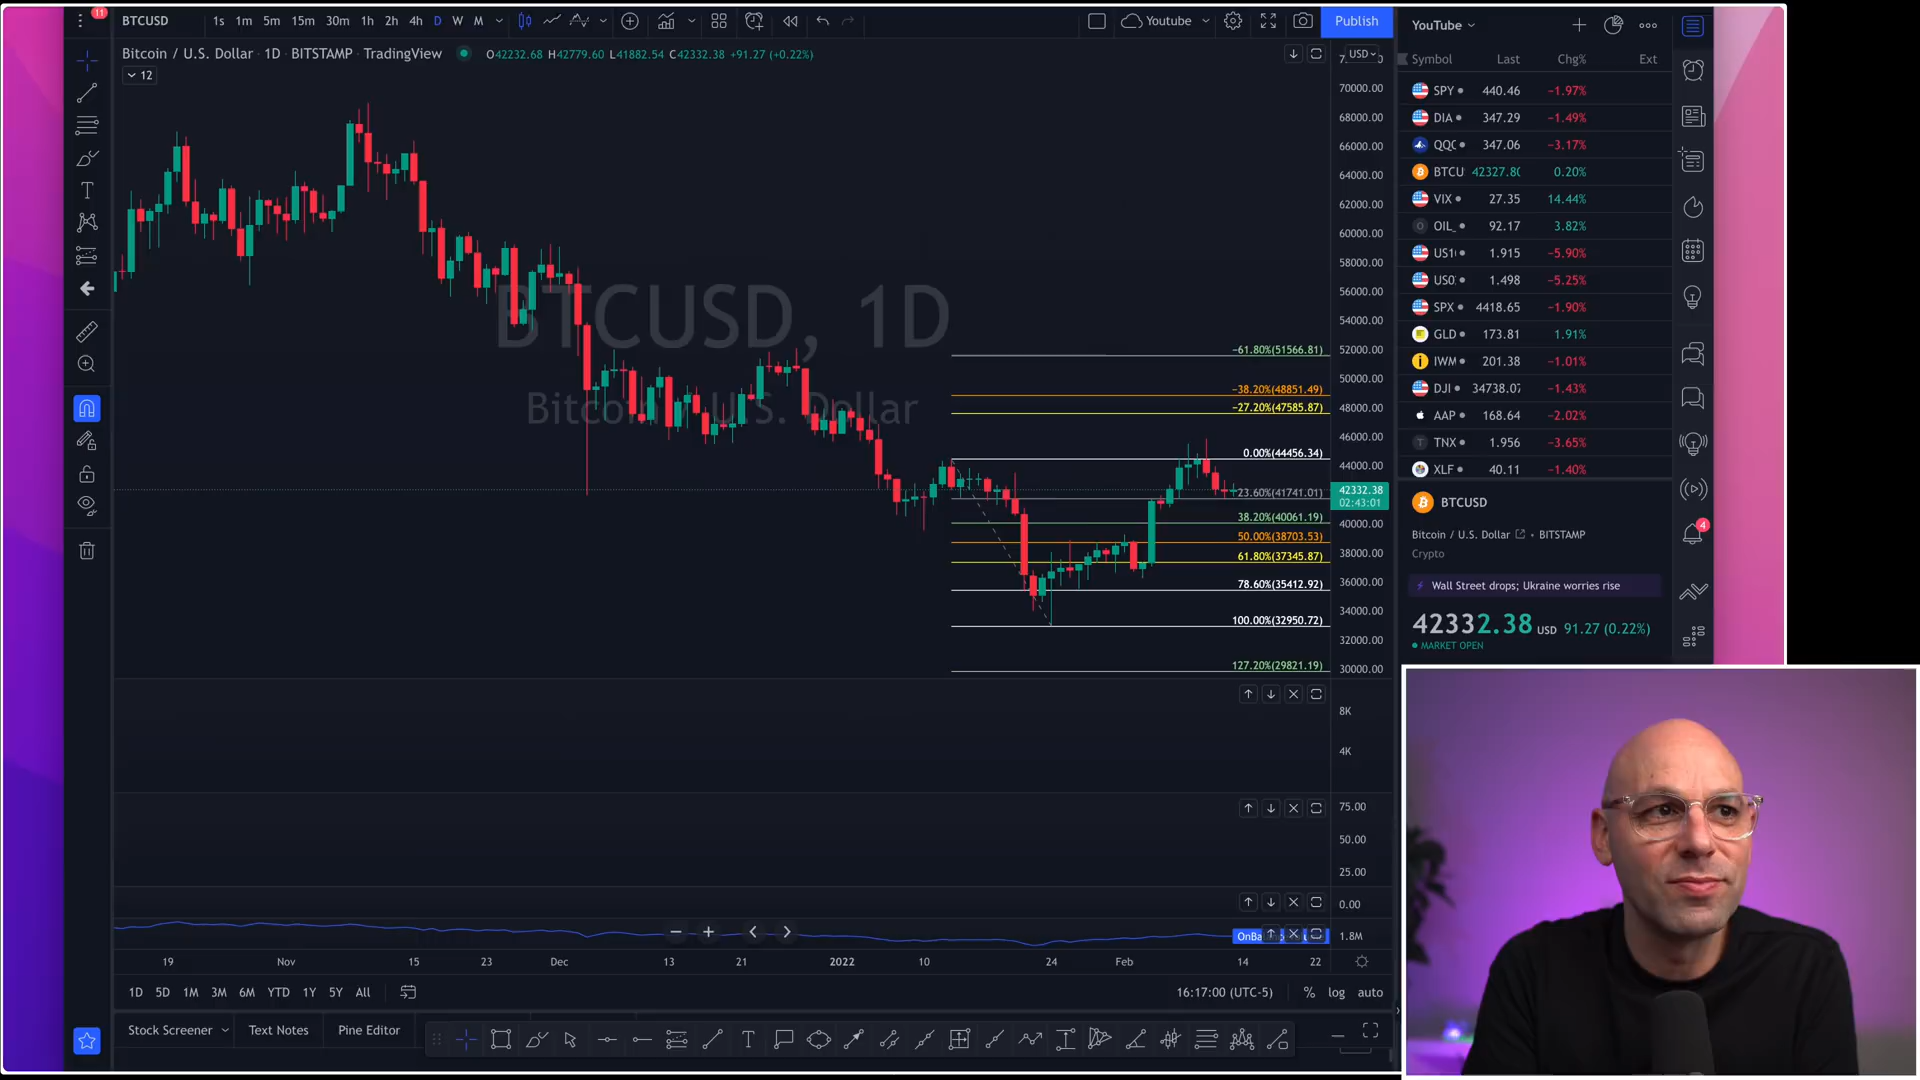 11
BTCUSD
1s 1m 5m 15m 30m 1h 2h 4h D W M
Youtube
Publish
Bitcoin / U.S. Dollar · 1D · BITSTAMP · TradingView
O42232.68 H42779.60 L41882.54 C42332.38 +91.27 (+0.22%)
12
USD
70000.00
68000.00
66000.00
64000.00
62000.00
60000.00
58000.00
56000.00
54000.00
52000.00
50000.00
48000.00
46000.00
44000.00
42332.38
02:43:01
40000.00
38000.00
36000.00
34000.00
32000.00
30000.00
BTCUSD, 1D
Bitcoin / U.S. Dollar
-61.80%(51566.81)
-38.20%(48851.49)
-27.20%(47585.87)
0.00%(44456.34)
23.60%(41741.01)
38.20%(40061.19)
50.00%(38703.53)
61.80%(37345.87)
78.60%(35412.92)
100.00%(32950.72)
127.20%(29821.19)
8K
4K
75.00
50.00
25.00
0.00
OnBa
1.8M
19 Nov 15 23 Dec 13 21 2022 10 24 Feb 14 22
1D 5D 1M 3M 6M YTD 1Y 5Y All
16:17:00 (UTC-5) % log auto
Stock Screener Text Notes Pine Editor
YouTube
Symbol Last Chg% Ext
SPY 440.46 −1.97%
DIA 347.29 −1.49%
QQC 347.06 −3.17%
BTCU 42327.80 0.20%
VIX 27.35 14.44%
OIL_ 92.17 3.82%
US1 1.915 −5.90%
US0 1.498 −5.25%
SPX 4418.65 −1.90%
GLD 173.81 1.91%
IWM 201.38 −1.01%
DJI 34738.07 −1.43%
AAP 168.64 −2.02%
TNX 1.956 −3.65%
XLF 40.11 −1.40%
BTCUSD
Bitcoin / U.S. Dollar • BITSTAMP
Crypto
Wall Street drops; Ukraine worries rise
42332.38 USD 91.27 (0.22%)
MARKET OPEN
4